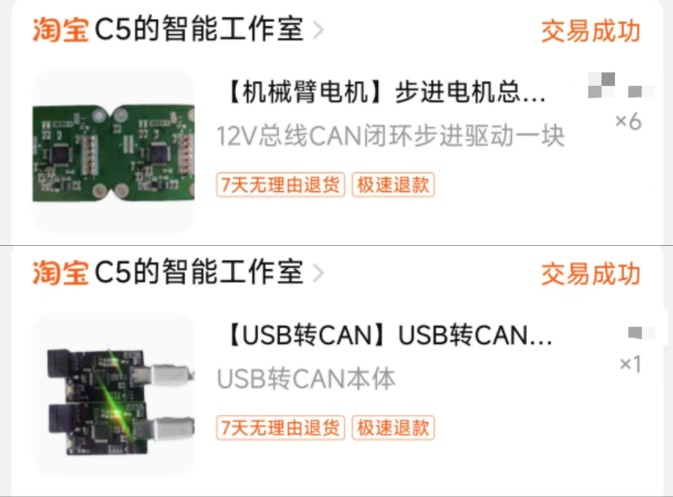 淘宝 C5的智能工作室
交易成功
【机械臂电机】步进电机总...
12V总线CAN闭环步进驱动一块
×6
7天无理由退货 极速退款
淘宝 C5的智能工作室
交易成功
【USB转CAN】USB转CAN...
USB转CAN本体
×1
7天无理由退货 极速退款